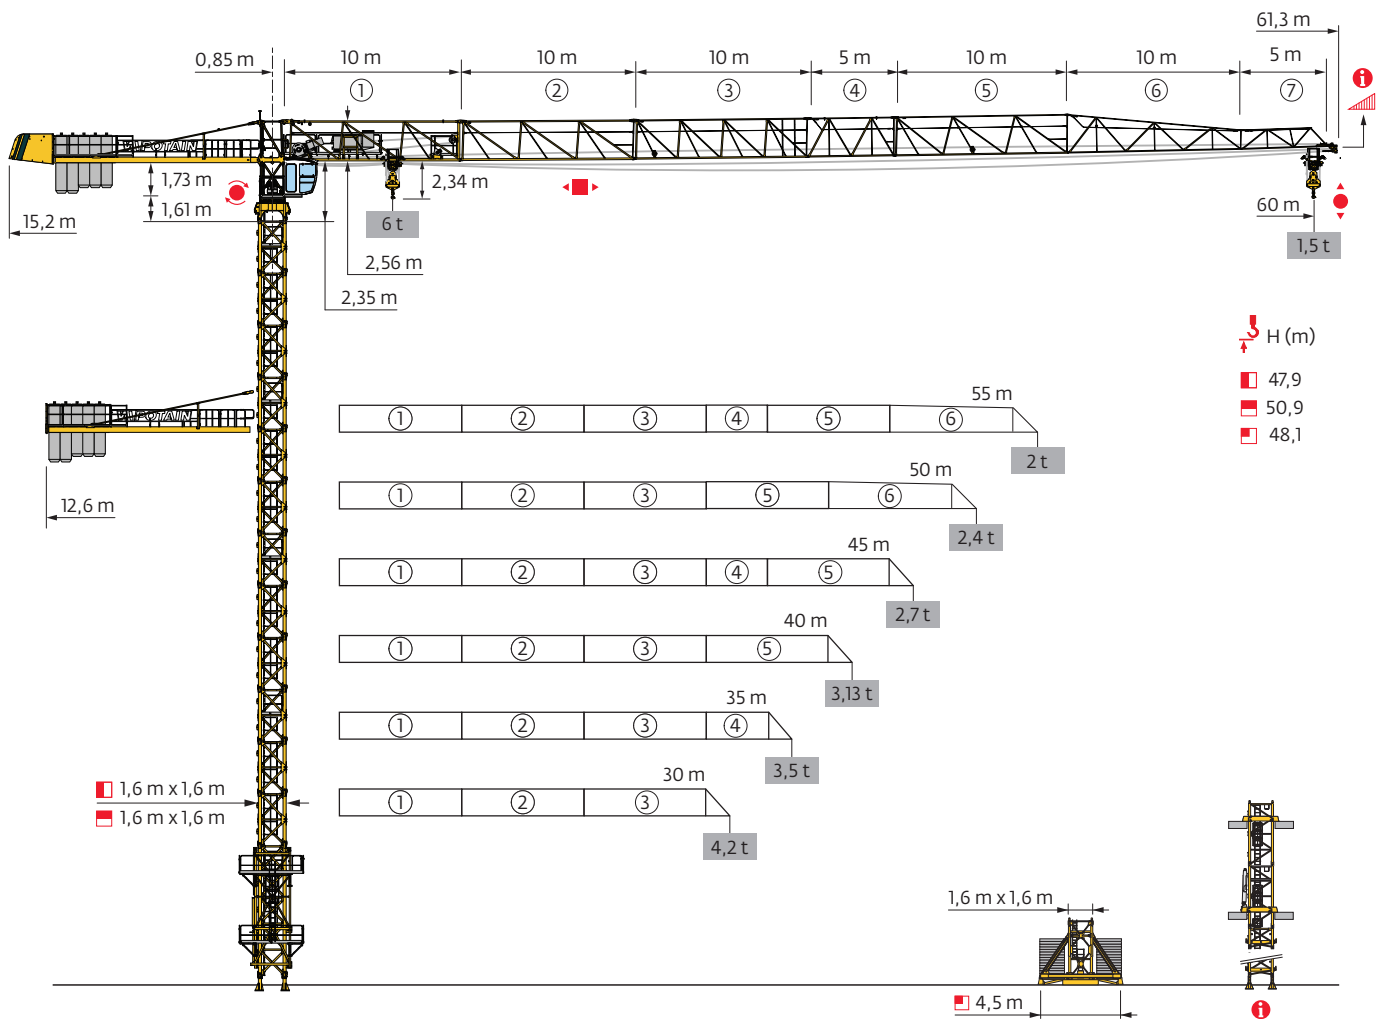 61,3 m
0,85 m
10 m
10 m
10 m
5 m
10 m
10 m
5 m
1
2
3
4
5
6
7
i
POTAIN
1,73 m
2,34 m
1,61 m
15,2 m
6 t
60 m
1,5 t
2,56 m
2,35 m
H (m)
47,9
50,9
48,1
POTAIN
12,6 m
55 m
1 2 3 4 5 6
2 t
50 m
1 2 3 5 6
2,4 t
45 m
1 2 3 4 5
2,7 t
40 m
1 2 3 5
3,13 t
35 m
1 2 3 4
3,5 t
30 m
1 2 3
4,2 t
1,6 m x 1,6 m
1,6 m x 1,6 m
1,6 m x 1,6 m
4,5 m
i